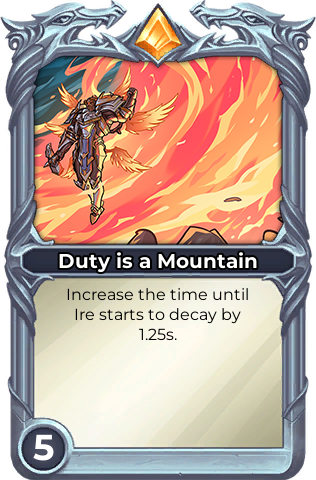 Duty is a Mountain
Increase the time until
Ire starts to decay by
1.25s.
5